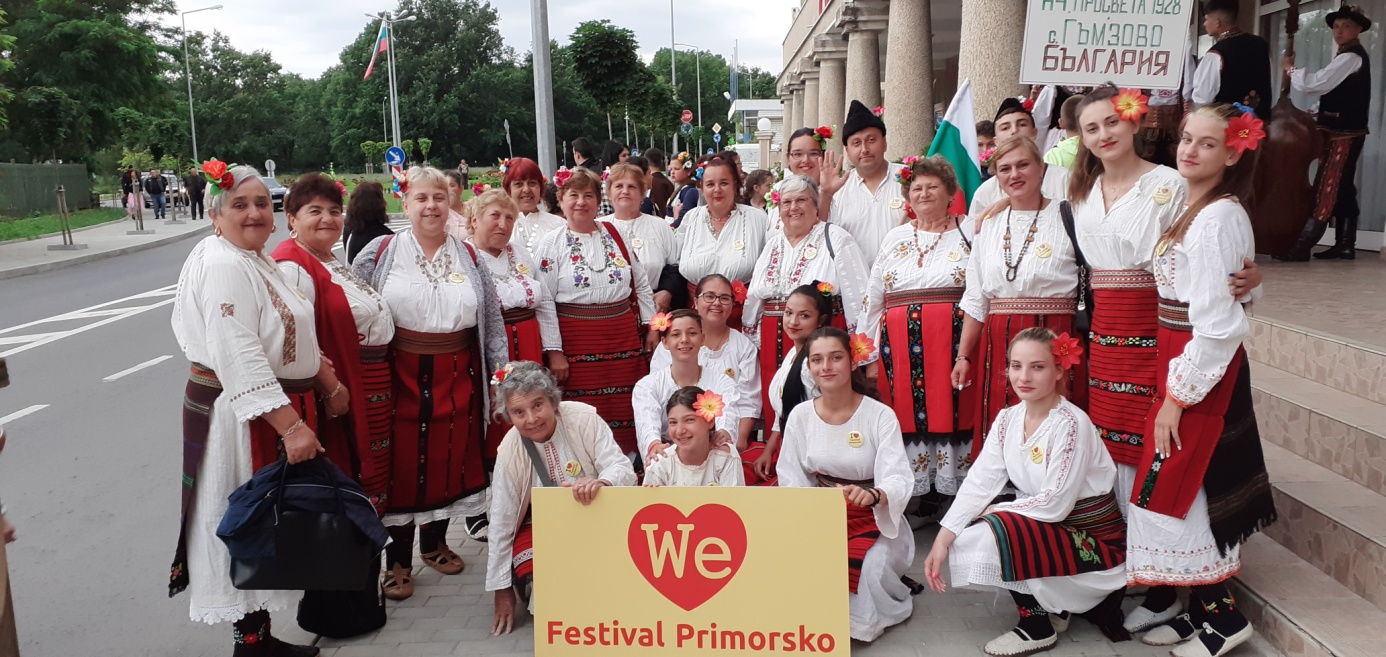 НЧ„ПРОСВЕТА 1928
с. ГЪМЗОВО
БЪЛГАРИЯ
We
Festival Primorsko